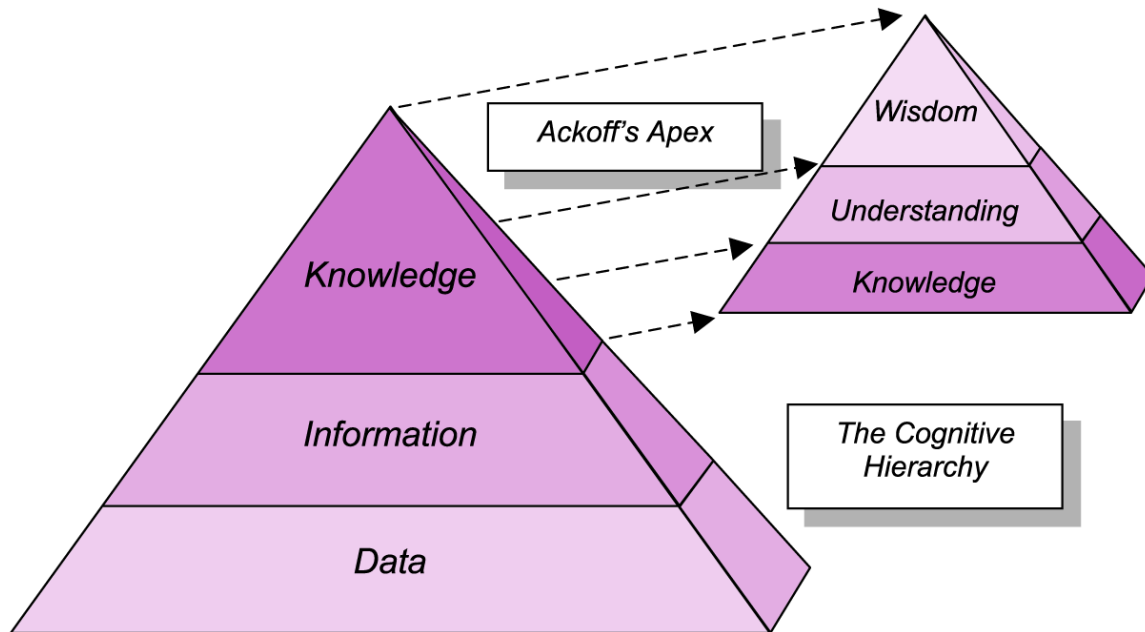 Wisdom
Ackoff's Apex
Understanding
Knowledge
Knowledge
Information
The Cognitive
Hierarchy
Data